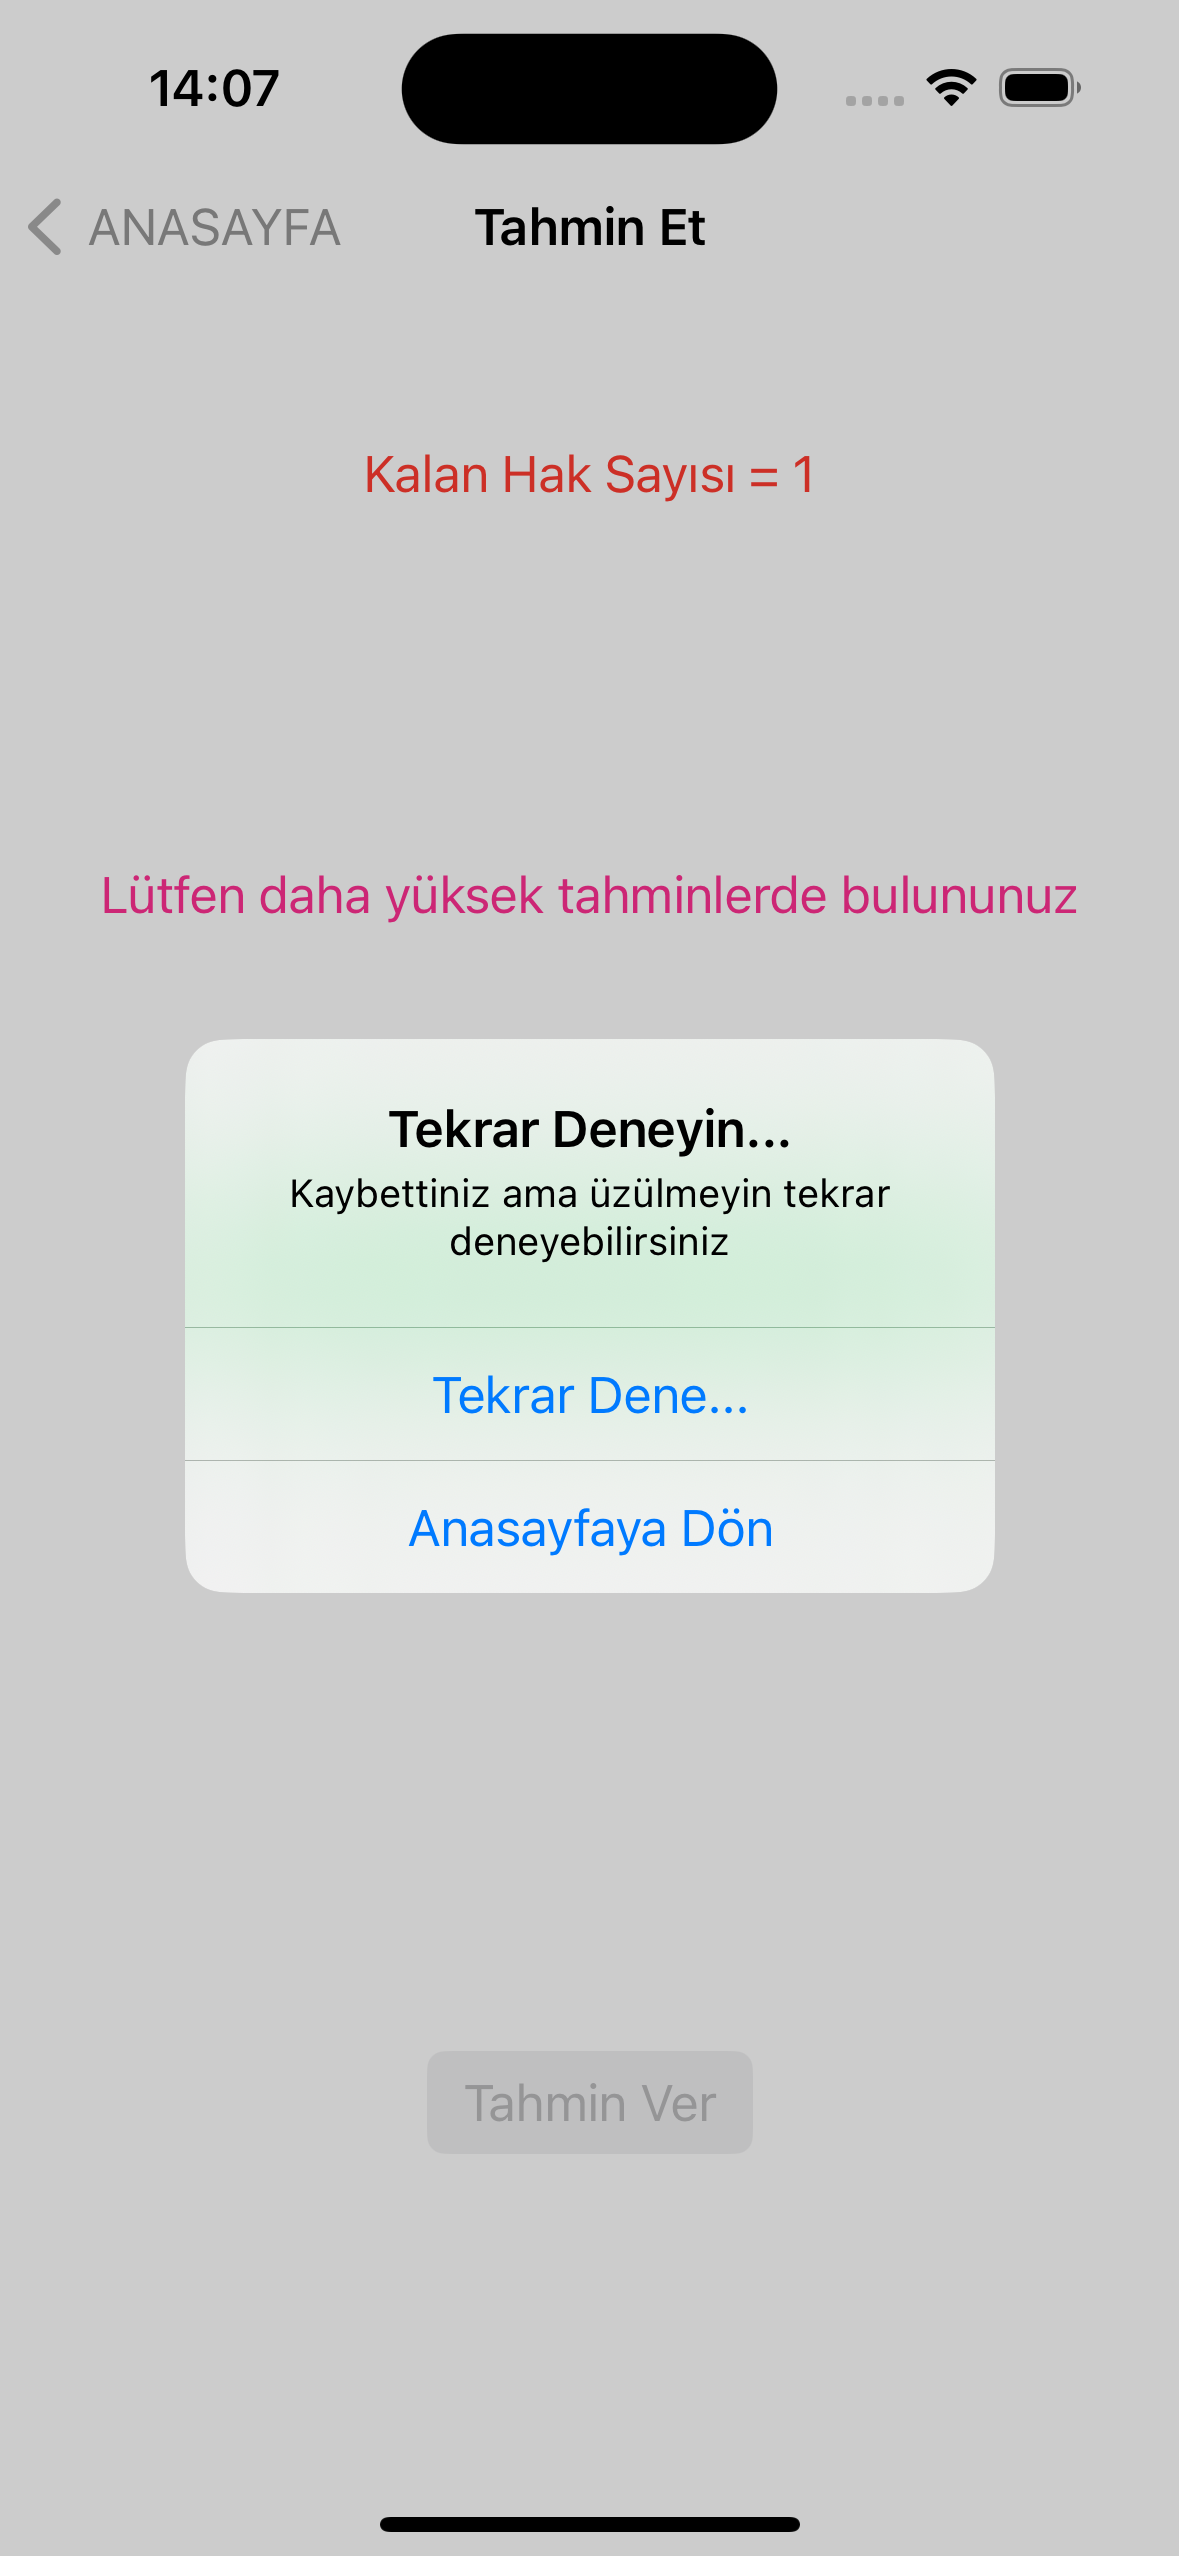 14:07
ANASAYFA
Tahmin Et
Kalan Hak Sayısı = 1
Lütfen daha yüksek tahminlerde bulununuz
Tekrar Deneyin...
Kaybettiniz ama üzülmeyin tekrar
deneyebilirsiniz
Tekrar Dene...
Anasayfaya Dön
Tahmin Ver